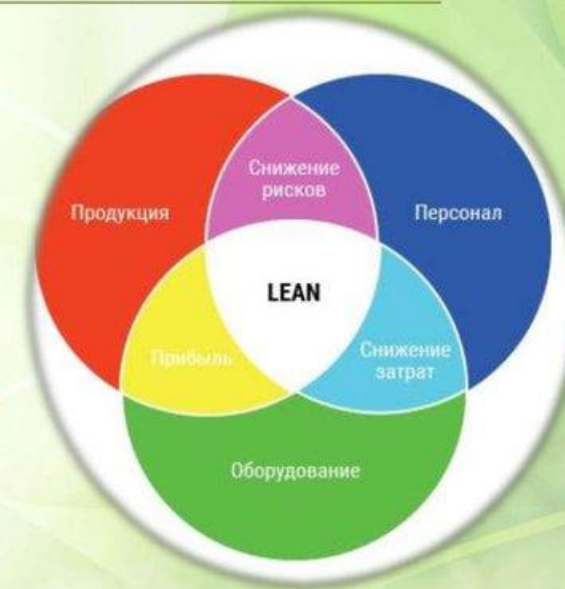 Снижение
рисков
Продукция
Персонал
LEAN
Прибыль
Снижение
затрат
Оборудование